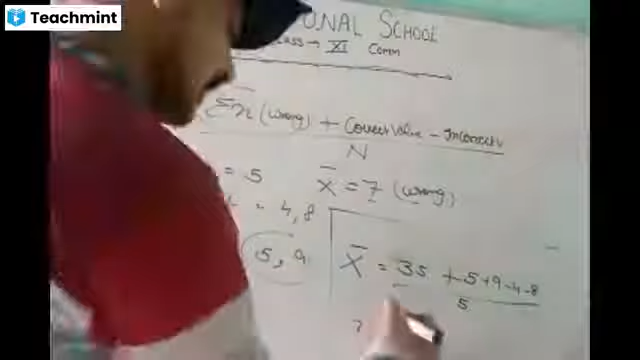 Teachmint
ONAL SCHOOL
CLASS → XI Comm
Σx (wrong) + Correct Value - Incorrect
N
= 5 X̄ = 7 (wrong)
= 4, 8
5, 9
X̄ = 35 + 5 + 9 - 4 - 8
5